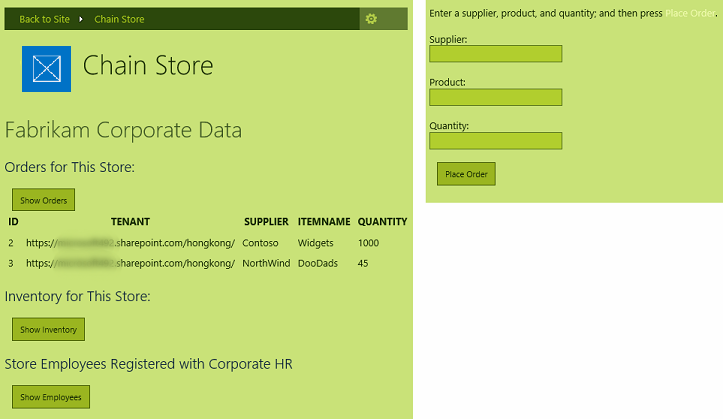 Back to Site Chain Store
Chain Store
Fabrikam Corporate Data
Orders for This Store:
Show Orders
ID TENANT SUPPLIER ITEMNAME QUANTITY
2 https:// .sharepoint.com/hongkong/ Contoso Widgets 1000
3 https:// .sharepoint.com/hongkong/ NorthWind DooDads 45
Inventory for This Store:
Show Inventory
Store Employees Registered with Corporate HR
Show Employees
Enter a supplier, product, and quantity; and then press Place Order.
Supplier:
Product:
Quantity:
Place Order